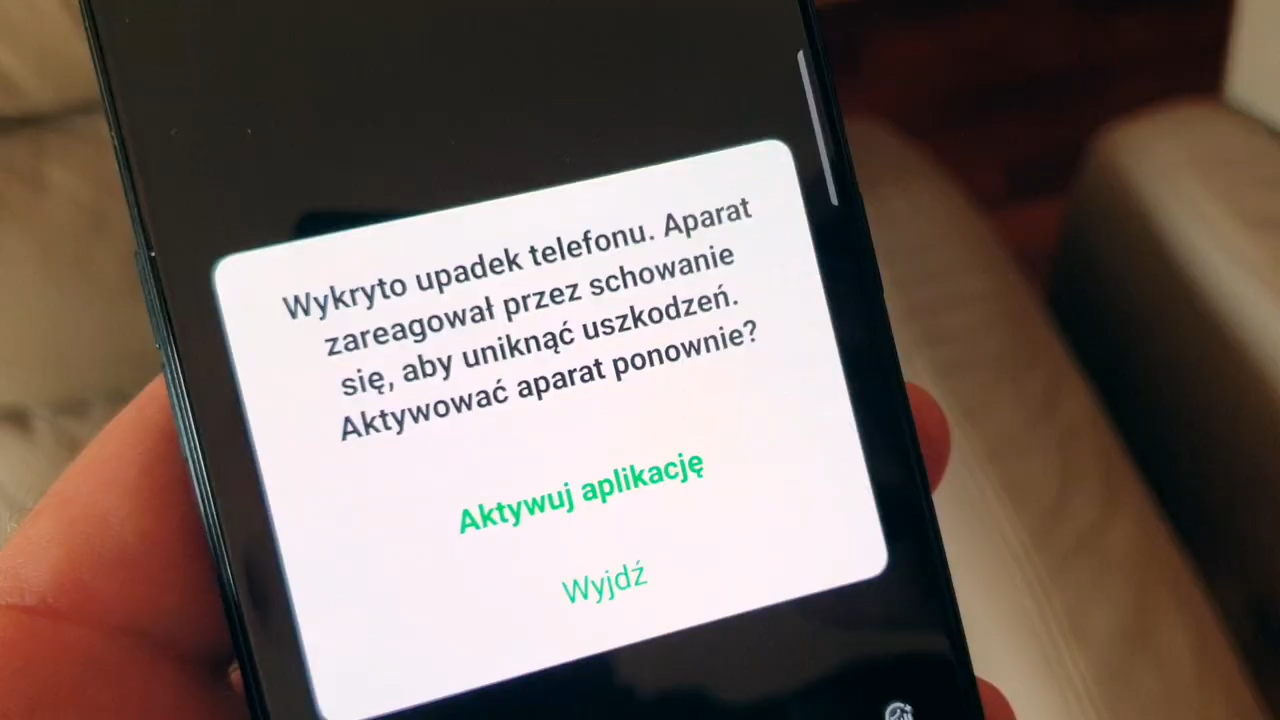 Wykryto upadek telefonu. Aparat
zareagował przez schowanie
się, aby uniknąć uszkodzeń.
Aktywować aparat ponownie?
Aktywuj aplikację
Wyjdź